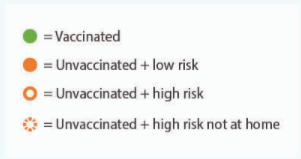 = Vaccinated
= Unvaccinated + low risk
= Unvaccinated + high risk
= Unvaccinated + high risk not at home